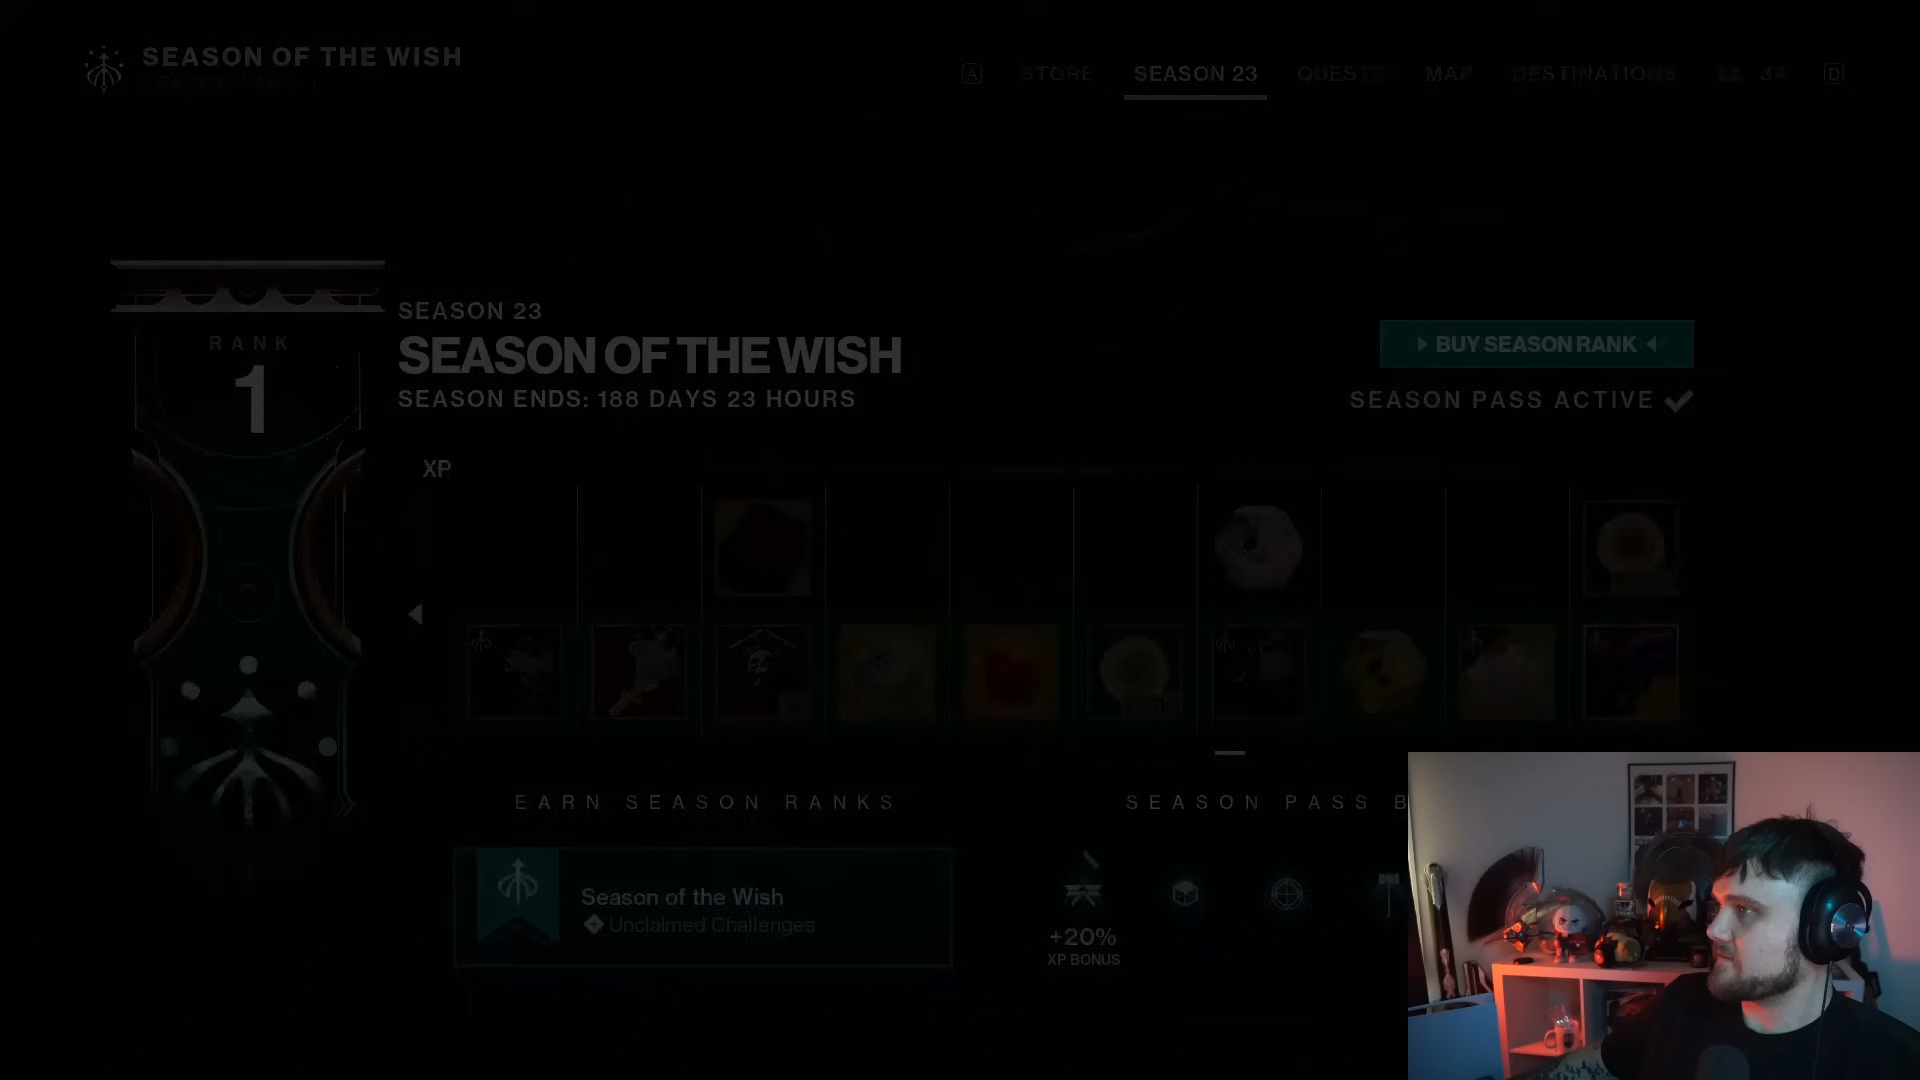 SEASON OF THE WISH
A
STORE
SEASON 23
QUESTS
MAP
DESTINATIONS
D
RANK
1
SEASON 23
SEASON OF THE WISH
SEASON ENDS: 188 DAYS 23 HOURS
BUY SEASON RANK
SEASON PASS ACTIVE
XP
EARN SEASON RANKS
SEASON PASS B
Season of the Wish
Unclaimed Challenges
+20%
XP BONUS